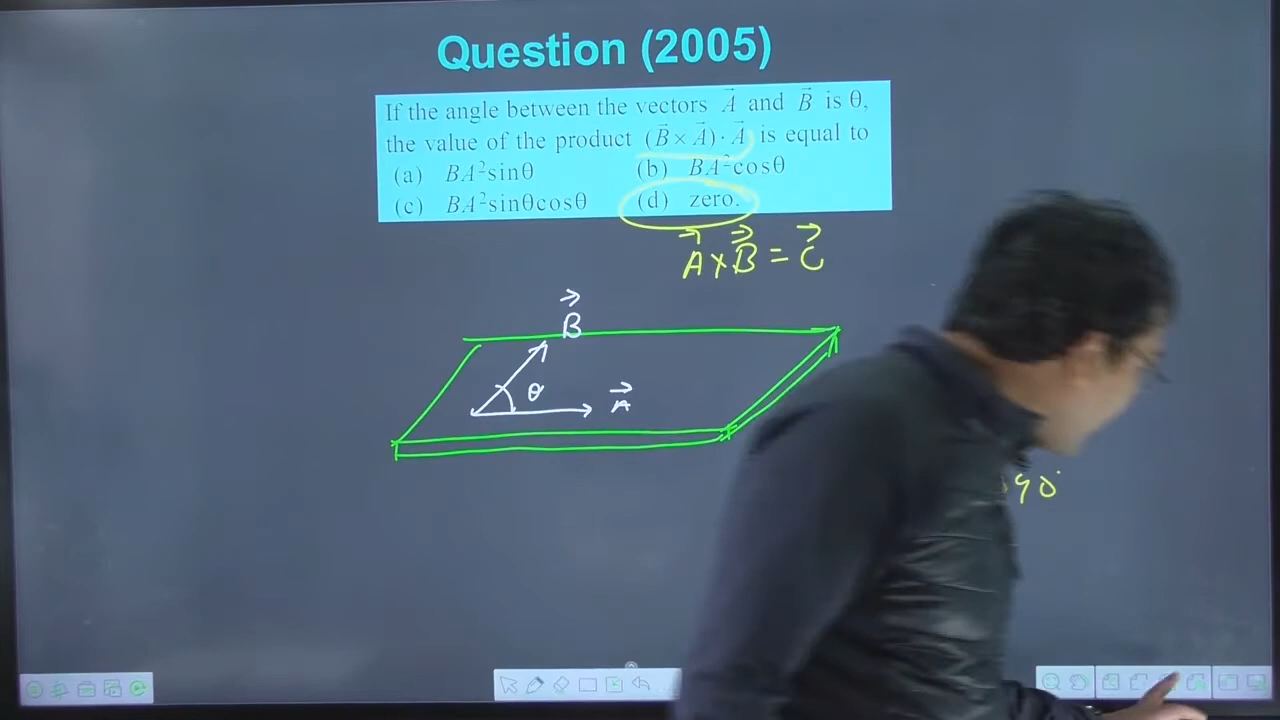 Question (2005)
If the angle between the vectors A⃗ and B⃗ is θ,
the value of the product (B⃗ × A⃗) · A⃗ is equal to
(a) BA²sinθ (b) BA²cosθ
(c) BA²sinθcosθ (d) zero.
A⃗ × B⃗ = C⃗
B⃗
θ
A⃗
90°